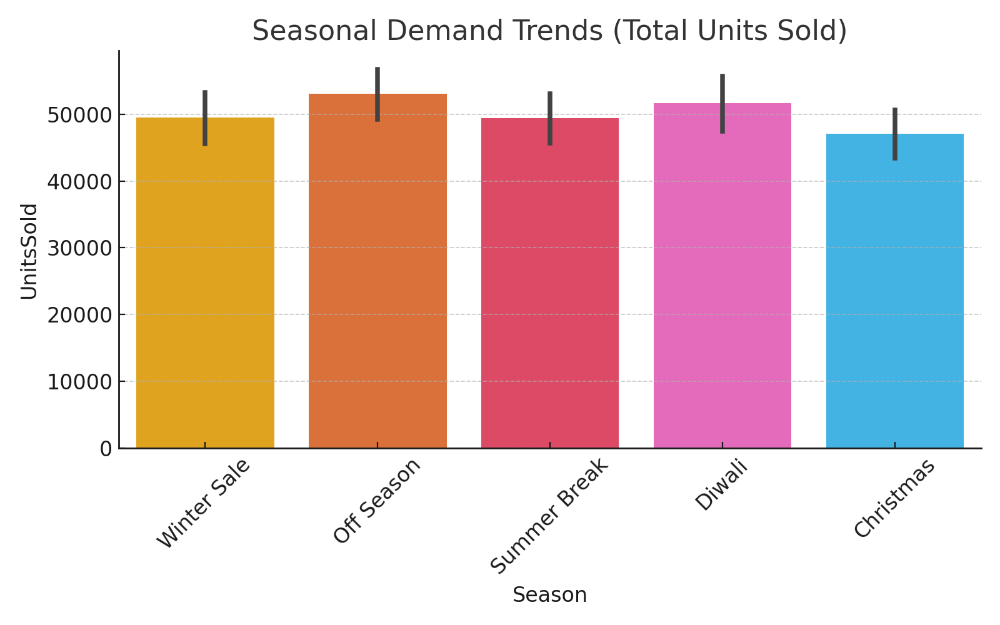 Seasonal Demand Trends (Total Units Sold)
UnitsSold
50000
40000
30000
20000
10000
0
Winter Sale
Off Season
Summer Break
Diwali
Christmas
Season